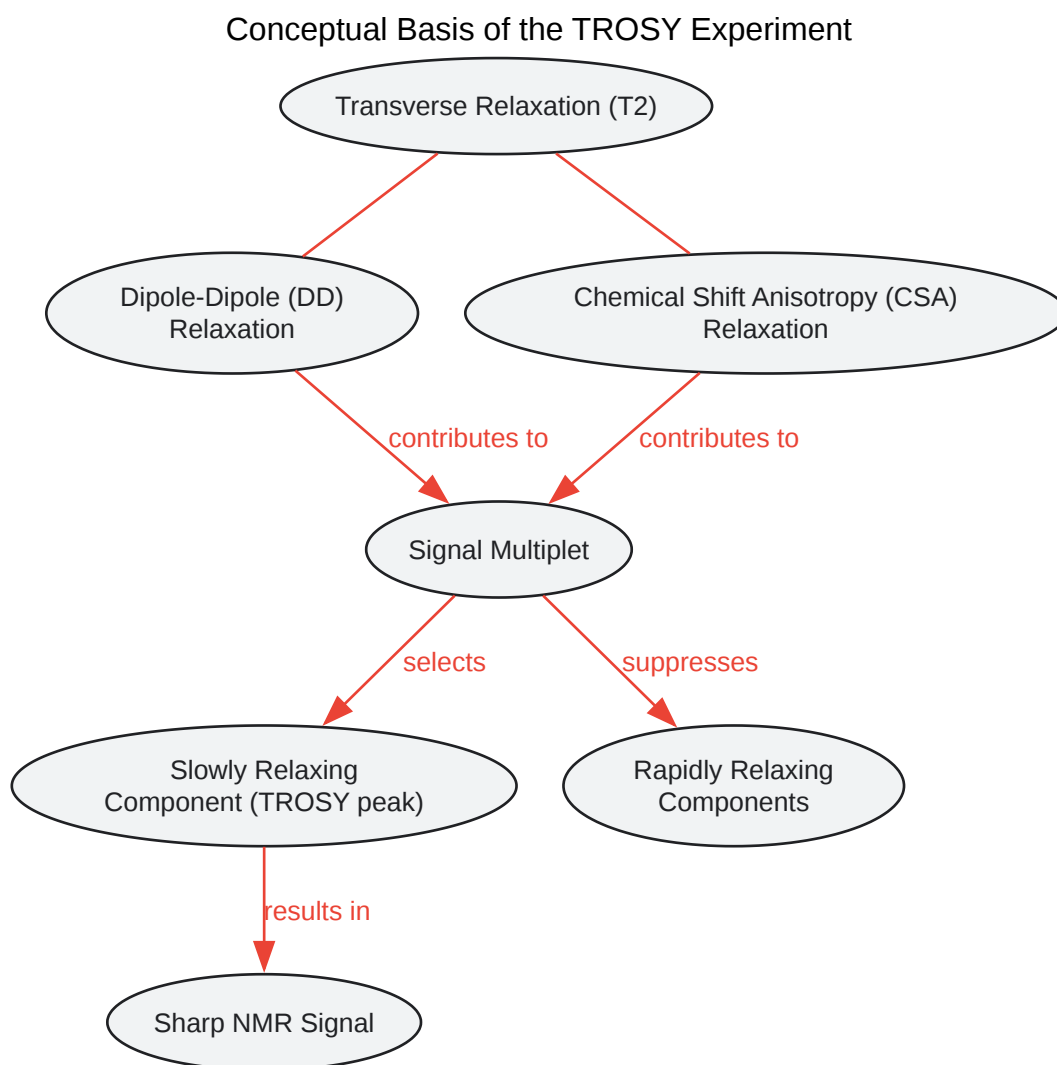 Conceptual Basis of the TROSY Experiment
Transverse Relaxation (T2)
Dipole-Dipole (DD)
Relaxation
Chemical Shift Anisotropy (CSA)
Relaxation
contributes to
contributes to
Signal Multiplet
selects
suppresses
Slowly Relaxing
Component (TROSY peak)
Rapidly Relaxing
Components
results in
Sharp NMR Signal